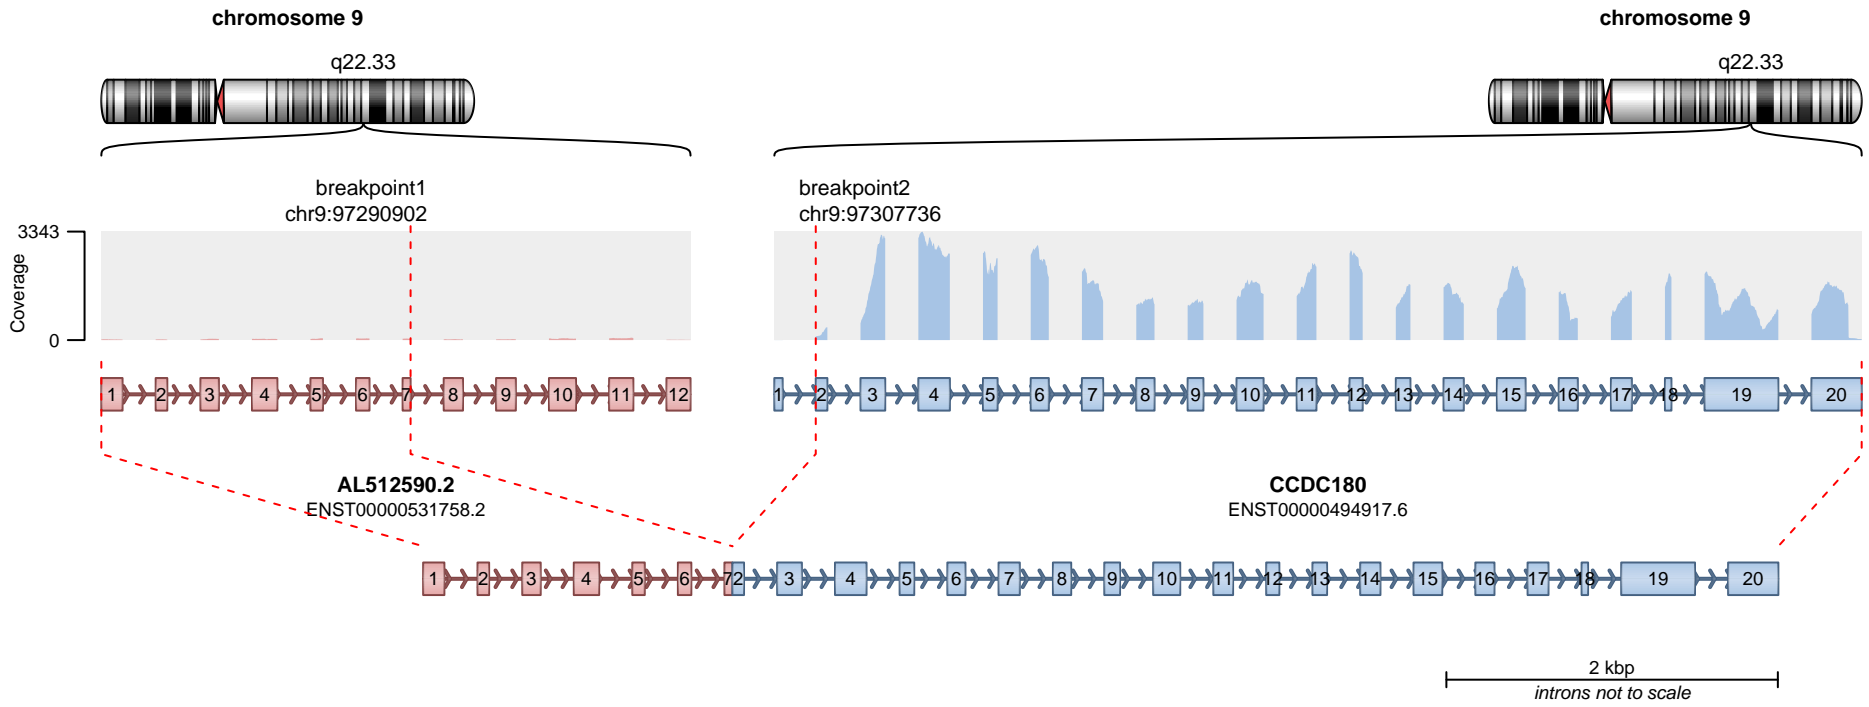 chromosome 9
chromosome 9
q22.33
q22.33
breakpoint1
chr9:97290902
breakpoint2
chr9:97307736
3343
Coverage
0
1 2 3 4 5 6 7 8 9 10 11 12
1 2 3 4 5 6 7 8 9 10 11 12 13 14 15 16 17 18 19 20
AL512590.2
ENST00000531758.2
CCDC180
ENST00000494917.6
1 2 3 4 5 6 7 2 3 4 5 6 7 8 9 10 11 12 13 14 15 16 17 18 19 20
2 kbp
introns not to scale